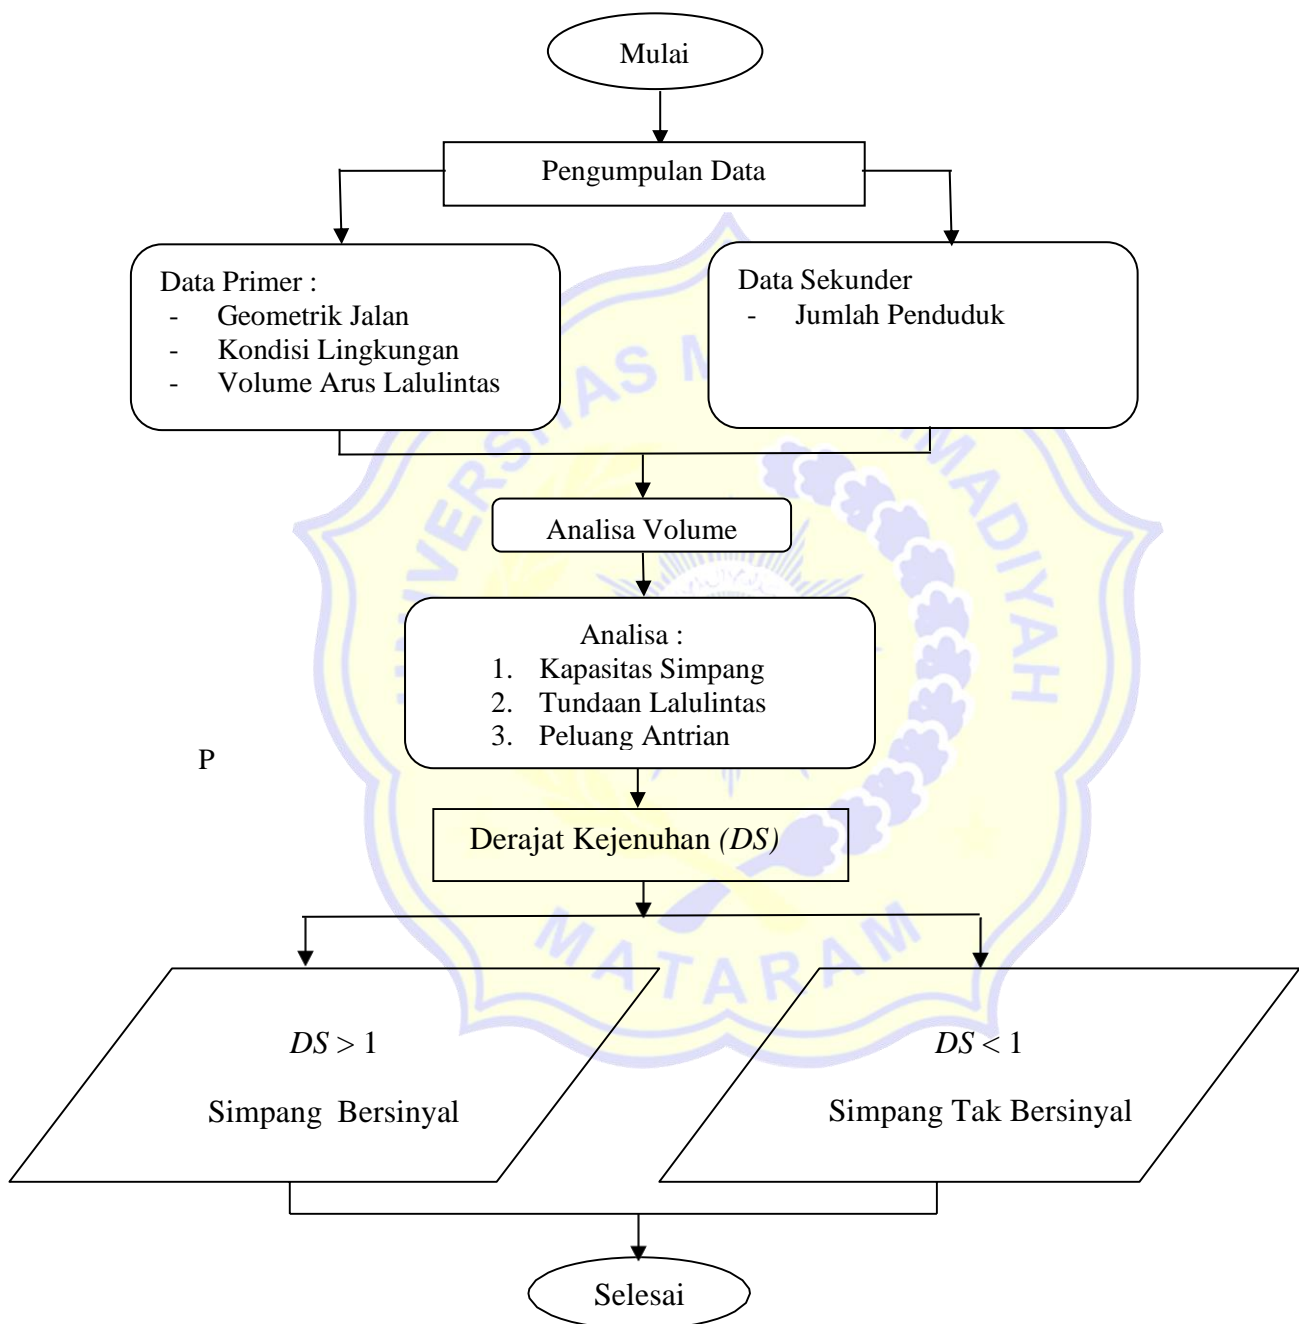 Mulai
Pengumpulan Data
Data Primer :
- Geometrik Jalan
- Kondisi Lingkungan
- Volume Arus Lalulintas
Data Sekunder
- Jumlah Penduduk
Analisa Volume
Analisa :
1. Kapasitas Simpang
2. Tundaan Lalulintas
3. Peluang Antrian
P
Derajat Kejenuhan (DS)
DS > 1
Simpang Bersinyal
DS < 1
Simpang Tak Bersinyal
Selesai
MATARAM